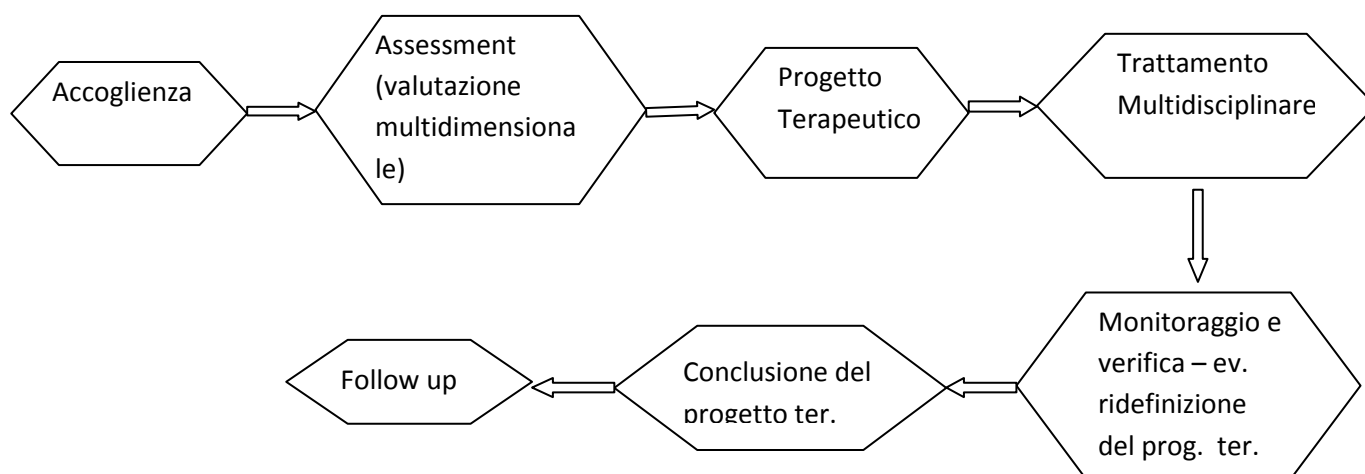 Accoglienza
Assessment
(valutazione
multidimensiona
le)
Progetto
Terapeutico
Trattamento
Multidisciplinare
Monitoraggio e
verifica – ev.
ridefinizione
del prog. ter.
Conclusione del
progetto ter.
Follow up